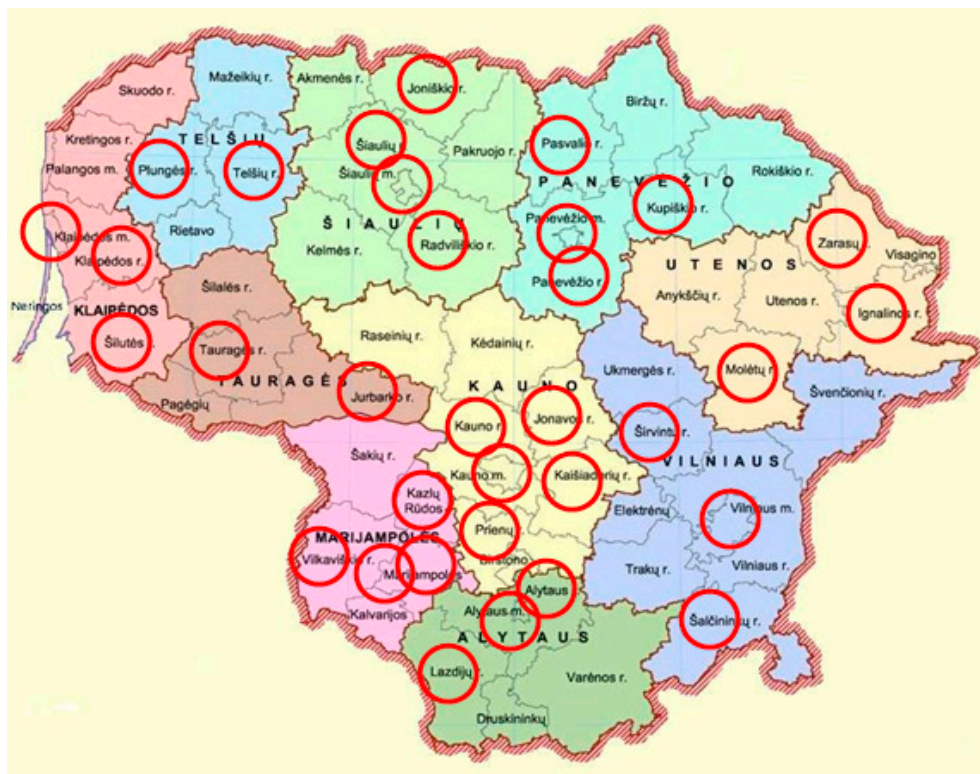 Mažeikių r.
Akmenės r.
Joniškio r.
Skuodo r.
Biržų r.
Kretingos r.
TELŠIŲ
Šiaulių r.
Pakruojo r.
Pasvalio r.
Palangos m.
Plungės r.
Telšių r.
Šiaulių m.
PANEVĖŽIO
Rokiškio r.
Kupiškio r.
Klaipėdos m.
Rietavo
ŠIAULIŲ
Panevėžio m.
Klaipėdos r.
Kelmės r.
Radviliškio r.
Zarasų
Visagino
UTENOS
Šilalės r.
Panevėžio r.
Anykščių r.
Utenos r.
Neringos
KLAIPĖDOS
Ignalinos r.
Raseinių r.
Kėdainių r.
Šilutės
Tauragės r.
Ukmergės r.
Molėtų r.
TAURAGĖS
KAUNO
Švenčionių r.
Pagėgių
Jurbarko r.
Kauno r
Jonavos r.
Širvintų r.
Šakių r.
VILNIAUS
Kauno m.
Kaišiadorių r.
Kazlų
Rūdos
Elektrėnų
Vilniaus m.
Prienų
MARIJAMPOLĖS
Vilkaviškio r.
Birštono
Marijampolės
Trakų r.
Vilniaus r.
Alytaus
Kalvarijos
Alytaus m.
ALYTAUS
Šalčininkų r.
Lazdijų r.
Varėnos r.
Druskininkų